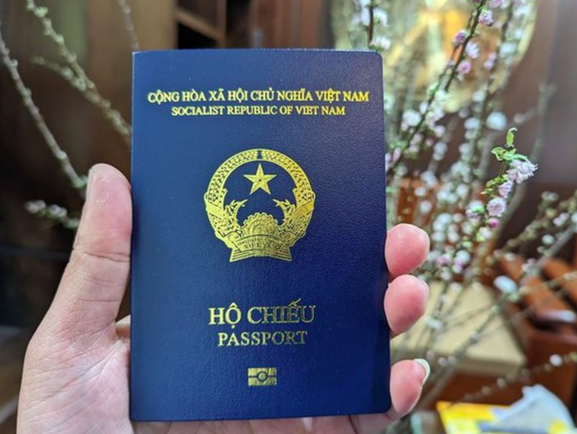 CỘNG HÒA XÃ HỘI CHỦ NGHĨA VIỆT NAM
SOCIALIST REPUBLIC OF VIET NAM
HỘ CHIẾU
PASSPORT